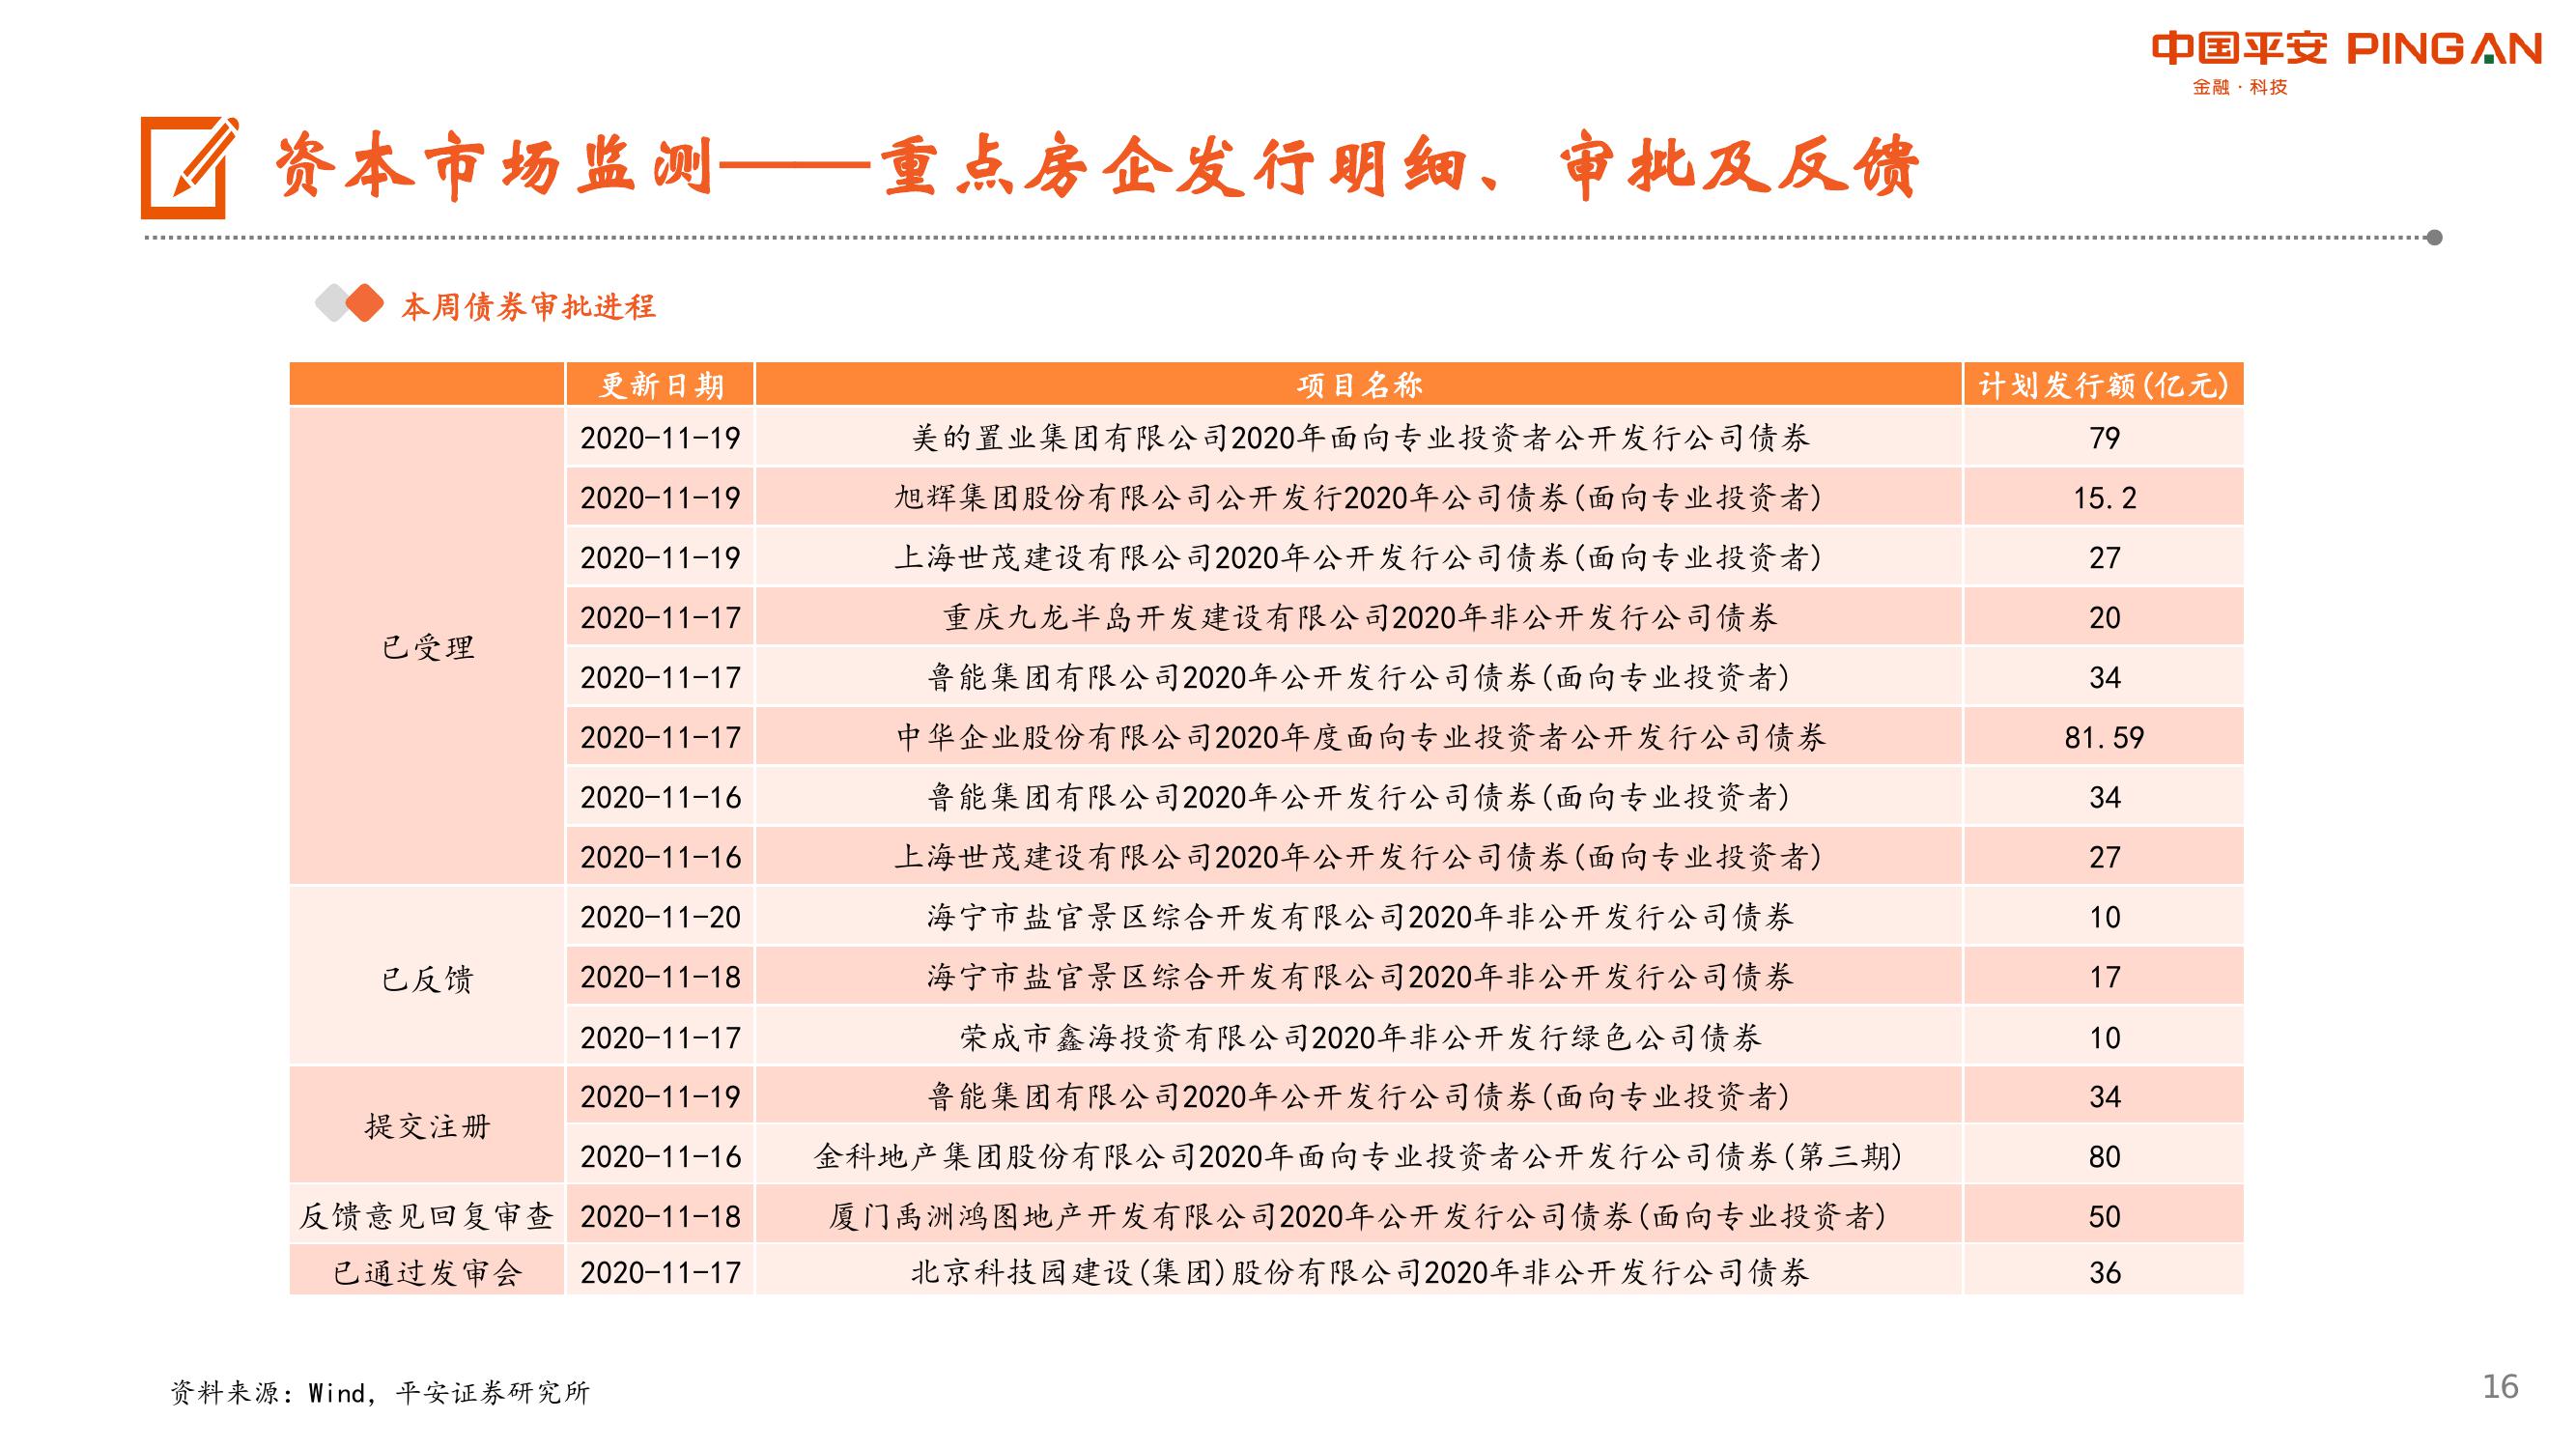 中国平安 PINGAN
金融·科技
资本市场监测——重点房企发行明细、审批及反馈
本周债券审批进程
更新日期 项目名称 计划发行额(亿元)
已受理
2020-11-19 美的置业集团有限公司2020年面向专业投资者公开发行公司债券 79
2020-11-19 旭辉集团股份有限公司公开发行2020年公司债券(面向专业投资者) 15.2
2020-11-19 上海世茂建设有限公司2020年公开发行公司债券(面向专业投资者) 27
2020-11-17 重庆九龙半岛开发建设有限公司2020年非公开发行公司债券 20
2020-11-17 鲁能集团有限公司2020年公开发行公司债券(面向专业投资者) 34
2020-11-17 中华企业股份有限公司2020年度面向专业投资者公开发行公司债券 81.59
2020-11-16 鲁能集团有限公司2020年公开发行公司债券(面向专业投资者) 34
2020-11-16 上海世茂建设有限公司2020年公开发行公司债券(面向专业投资者) 27
已反馈
2020-11-20 海宁市盐官景区综合开发有限公司2020年非公开发行公司债券 10
2020-11-18 海宁市盐官景区综合开发有限公司2020年非公开发行公司债券 17
2020-11-17 荣成市鑫海投资有限公司2020年非公开发行绿色公司债券 10
提交注册
2020-11-19 鲁能集团有限公司2020年公开发行公司债券(面向专业投资者) 34
2020-11-16 金科地产集团股份有限公司2020年面向专业投资者公开发行公司债券(第三期) 80
反馈意见回复审查 2020-11-18 厦门禹洲鸿图地产开发有限公司2020年公开发行公司债券(面向专业投资者) 50
已通过发审会 2020-11-17 北京科技园建设(集团)股份有限公司2020年非公开发行公司债券 36
资料来源：Wind，平安证券研究所
16